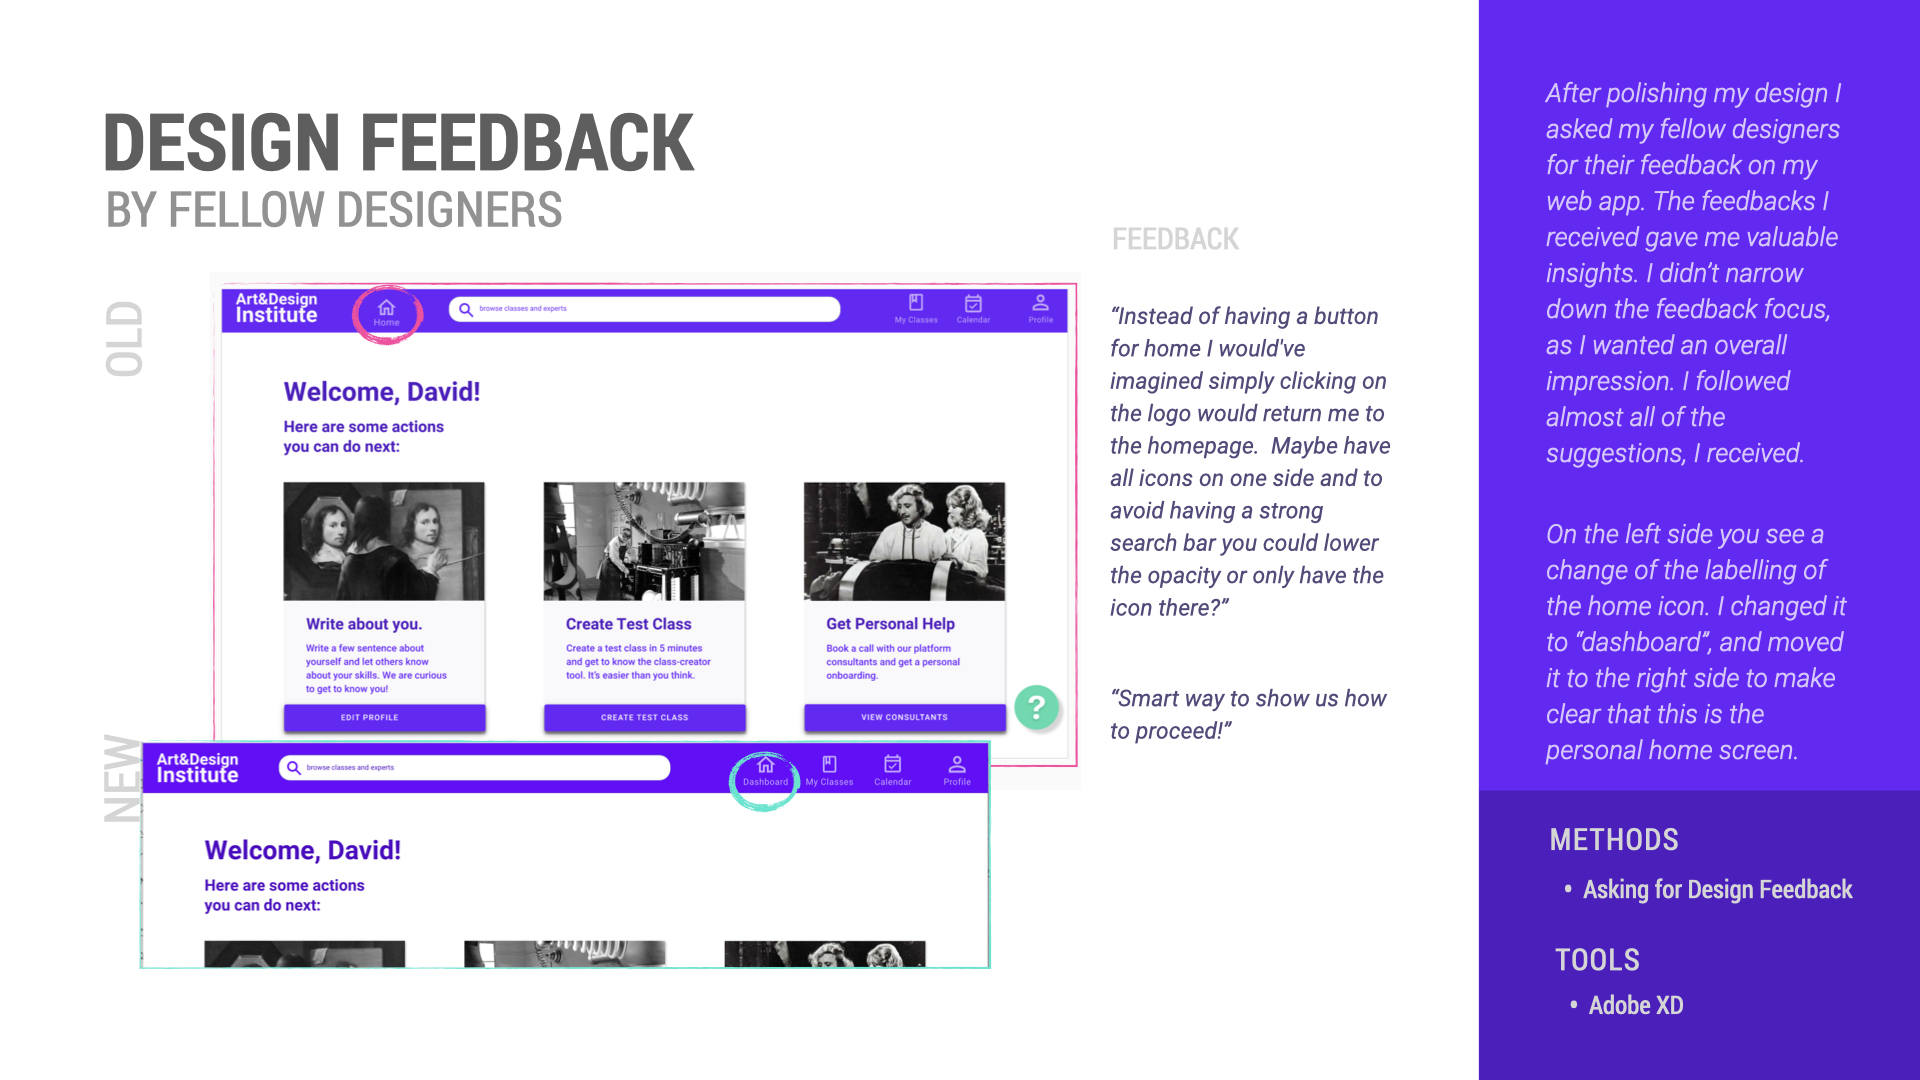 DESIGN FEEDBACK
BY FELLOW DESIGNERS
OLD
Art&Design
Institute
Home
browse classes and experts
My Classes
Calendar
Profile
Welcome, David!
Here are some actions
you can do next:
Write about you.
Write a few sentence about
yourself and let others know
about your skills. We are curious
to get to know you!
EDIT PROFILE
Create Test Class
Create a test class in 5 minutes
and get to know the class-creator
tool. It's easier than you think.
CREATE TEST CLASS
Get Personal Help
Book a call with our platform
consultants and get a personal
onboarding.
VIEW CONSULTANTS
?
NEW
Art&Design
Institute
browse classes and experts
Dashboard
My Classes
Calendar
Profile
Welcome, David!
Here are some actions
you can do next:
FEEDBACK
“Instead of having a button
for home I would've
imagined simply clicking on
the logo would return me to
the homepage.  Maybe have
all icons on one side and to
avoid having a strong
search bar you could lower
the opacity or only have the
icon there?”
“Smart way to show us how
to proceed!”
After polishing my design I
asked my fellow designers
for their feedback on my
web app. The feedbacks I
received gave me valuable
insights. I didn’t narrow
down the feedback focus,
as I wanted an overall
impression. I followed
almost all of the
suggestions, I received.
On the left side you see a
change of the labelling of
the home icon. I changed it
to “dashboard”, and moved
it to the right side to make
clear that this is the
personal home screen.
METHODS
• Asking for Design Feedback
TOOLS
• Adobe XD